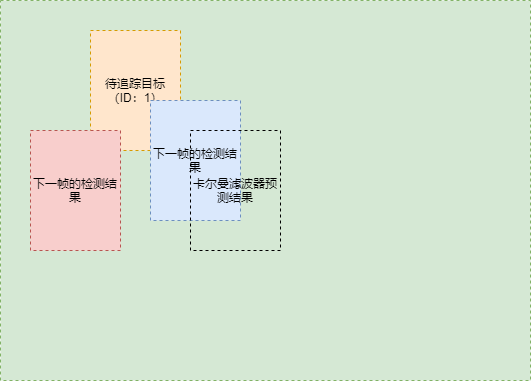 待追踪目标
（ID：1）
下一帧的检测结
果
下一帧的检测结
果
卡尔曼滤波器预
测结果